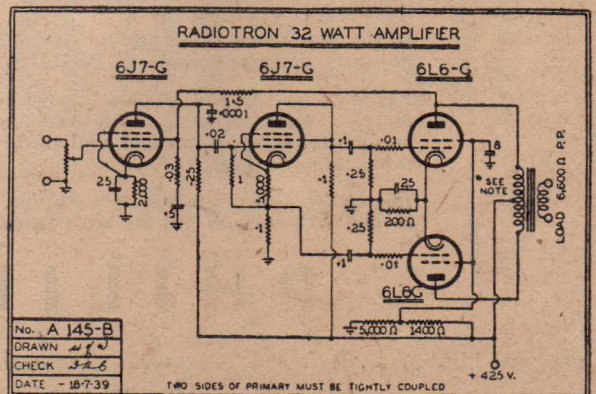 RADIOTRON 32 WATT AMPLIFIER
6J7-G
6J7-G
6L6-G
1·5
·0001
·02
·1
·01
8
·03
·25
1
5,000
·1
·25
25
* SEE NOTE
25
2,000
·5
·1
200Ω
·25
LOAD 6,600Ω P.P.
·1
·01
6L6G
5,000Ω
1400Ω
+ 425 V.
No. A 145-B
DRAWN
CHECK
DATE - 18·7·39
TWO SIDES OF PRIMARY MUST BE TIGHTLY COUPLED